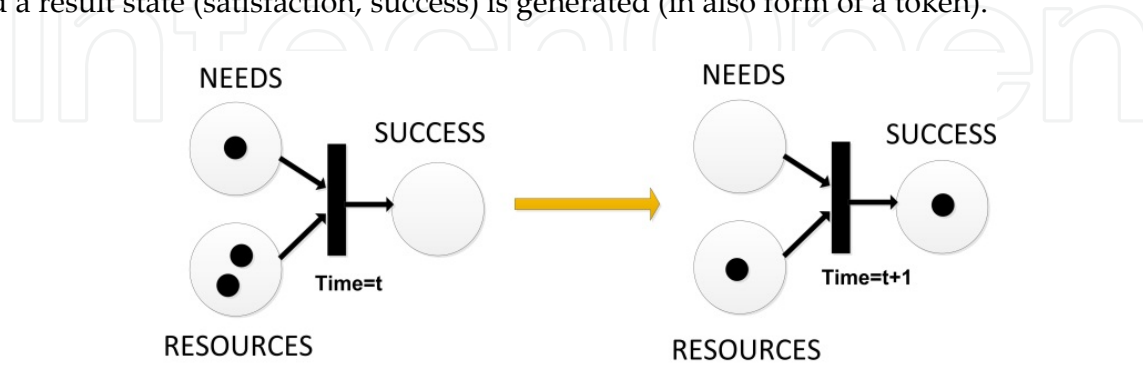 a result state (satisfaction, success) is generated (in also form of a token).
IntechOpen
NEEDS
SUCCESS
Time=t
RESOURCES
NEEDS
SUCCESS
Time=t+1
RESOURCES